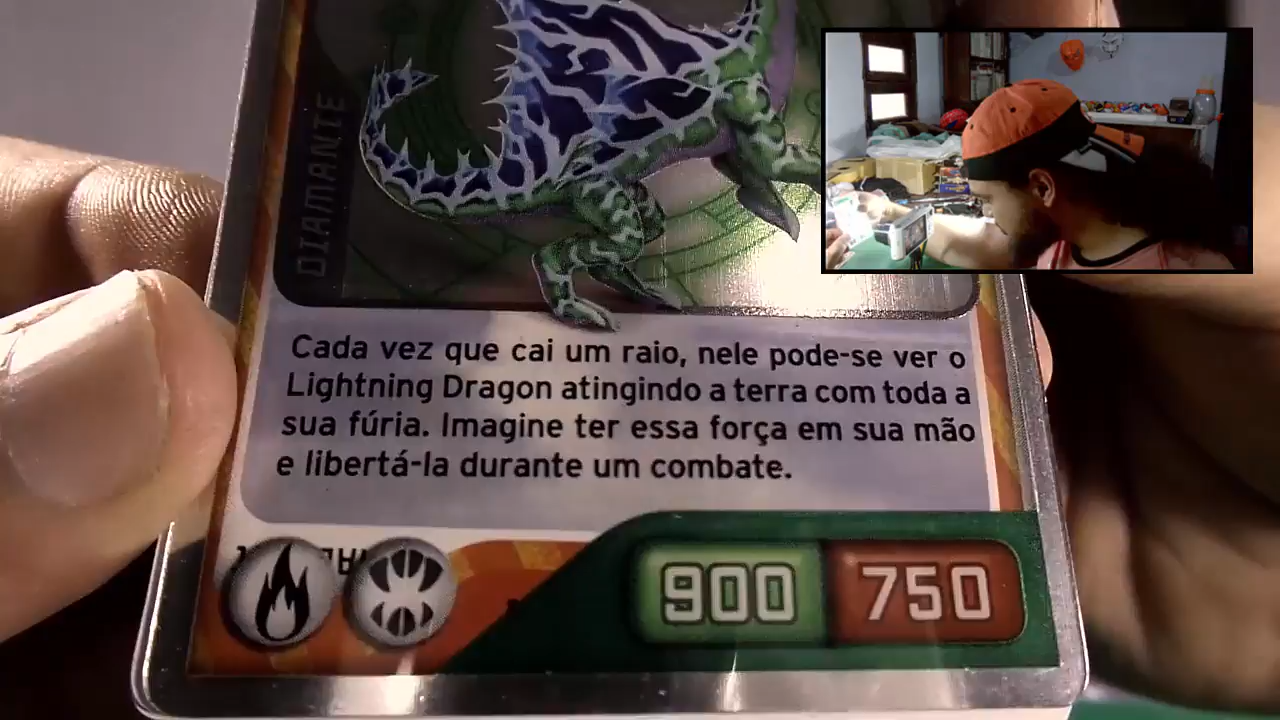 DIAMANTE
Cada vez que cai um raio, nele pode-se ver o
Lightning Dragon atingindo a terra com toda a
sua fúria. Imagine ter essa força em sua mão
e libertá-la durante um combate.
900 750